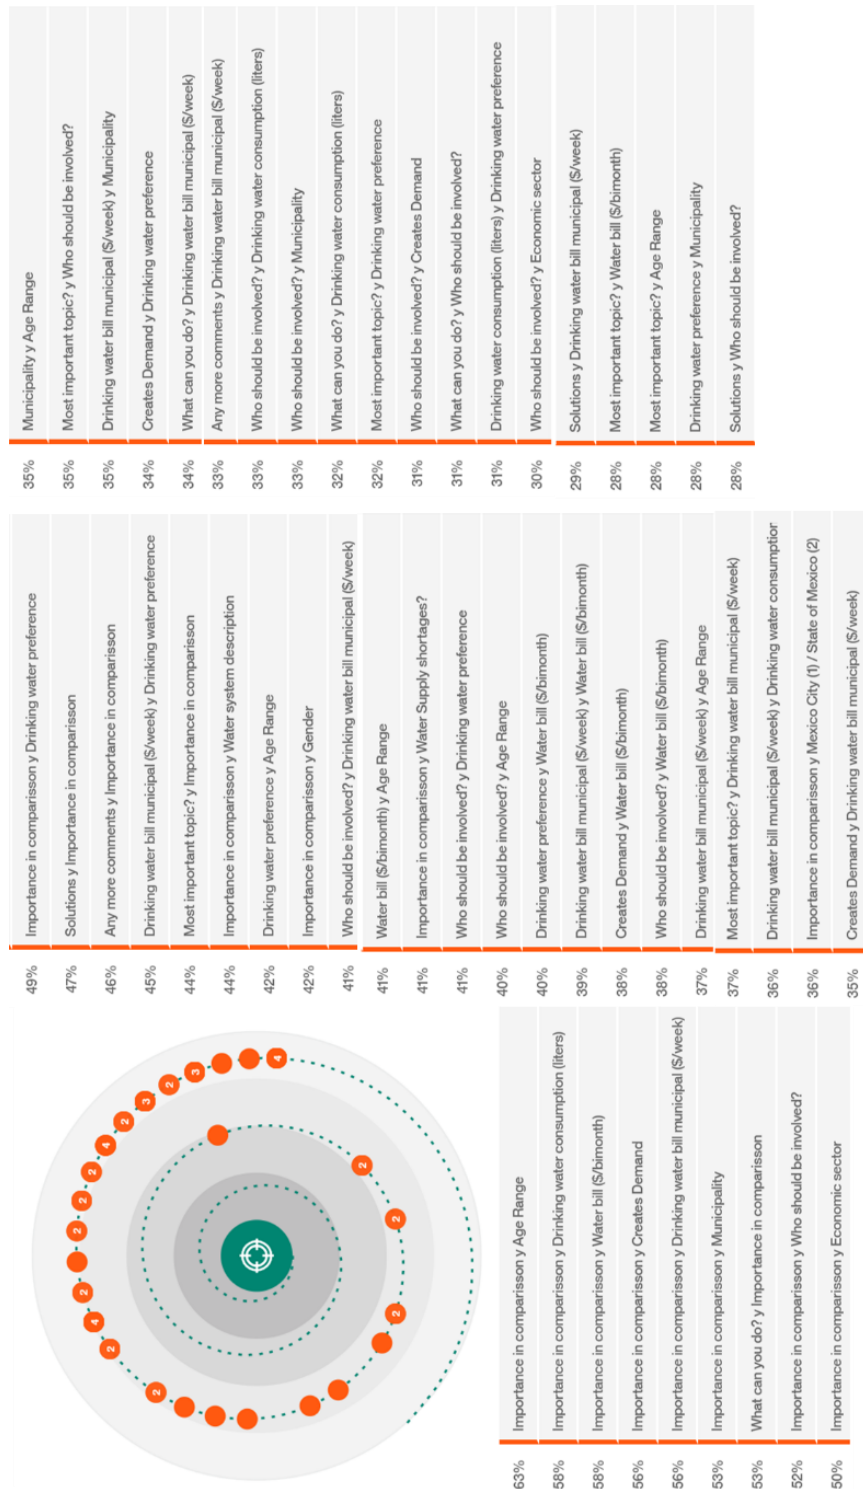 4
3
2
3
2
4
2
2
2
2
4
2
2
2
2
2
63% Importance in comparisson y Age Range
58% Importance in comparisson y Drinking water consumption (liters)
58% Importance in comparisson y Water bill ($/bimonth)
56% Importance in comparisson y Creates Demand
56% Importance in comparisson y Drinking water bill municipal ($/week)
53% Importance in comparisson y Municipality
53% What can you do? y Importance in comparisson
52% Importance in comparisson y Who should be involved?
50% Importance in comparisson y Economic sector
49% Importance in comparisson y Drinking water preference
47% Solutions y Importance in comparisson
46% Any more comments y Importance in comparisson
45% Drinking water bill municipal ($/week) y Drinking water preference
44% Most important topic? y Importance in comparisson
44% Importance in comparisson y Water system description
42% Drinking water preference y Age Range
42% Importance in comparisson y Gender
41% Who should be involved? y Drinking water bill municipal ($/week)
41% Water bill ($/bimonth) y Age Range
41% Importance in comparisson y Water Supply shortages?
41% Who should be involved? y Drinking water preference
40% Who should be involved? y Age Range
40% Drinking water preference y Water bill ($/bimonth)
39% Drinking water bill municipal ($/week) y Water bill ($/bimonth)
38% Creates Demand y Water bill ($/bimonth)
38% Who should be involved? y Water bill ($/bimonth)
37% Drinking water bill municipal ($/week) y Age Range
37% Most important topic? y Drinking water bill municipal ($/week)
36% Drinking water bill municipal ($/week) y Drinking water consumption
36% Importance in comparisson y Mexico City (1) / State of Mexico (2)
35% Creates Demand y Drinking water bill municipal ($/week)
35% Municipality y Age Range
35% Most important topic? y Who should be involved?
35% Drinking water bill municipal ($/week) y Municipality
34% Creates Demand y Drinking water preference
34% What can you do? y Drinking water bill municipal ($/week)
33% Any more comments y Drinking water bill municipal ($/week)
33% Who should be involved? y Drinking water consumption (liters)
33% Who should be involved? y Municipality
32% What can you do? y Drinking water consumption (liters)
32% Most important topic? y Drinking water preference
31% Who should be involved? y Creates Demand
31% What can you do? y Who should be involved?
31% Drinking water consumption (liters) y Drinking water preference
30% Who should be involved? y Economic sector
29% Solutions y Drinking water bill municipal ($/week)
28% Most important topic? y Water bill ($/bimonth)
28% Most important topic? y Age Range
28% Drinking water preference y Municipality
28% Solutions y Who should be involved?